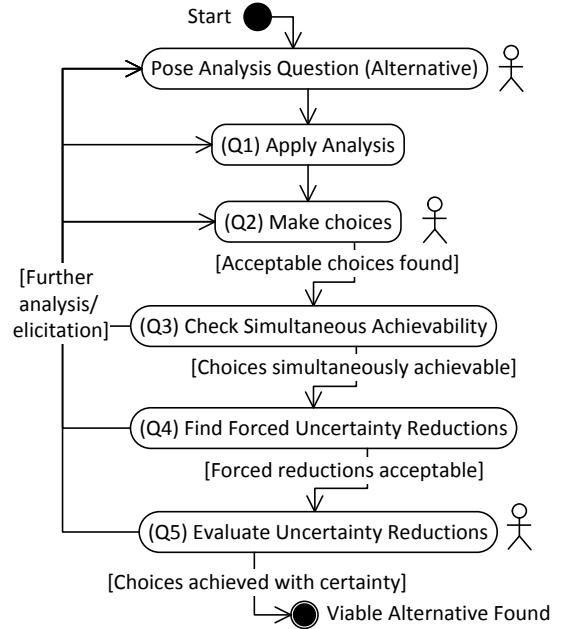 Start
Pose Analysis Question (Alternative)
(Q1) Apply Analysis
(Q2) Make choices
[Acceptable choices found]
[Further
analysis/
elicitation]
(Q3) Check Simultaneous Achievability
[Choices simultaneously achievable]
(Q4) Find Forced Uncertainty Reductions
[Forced reductions acceptable]
(Q5) Evaluate Uncertainty Reductions
[Choices achieved with certainty]
Viable Alternative Found